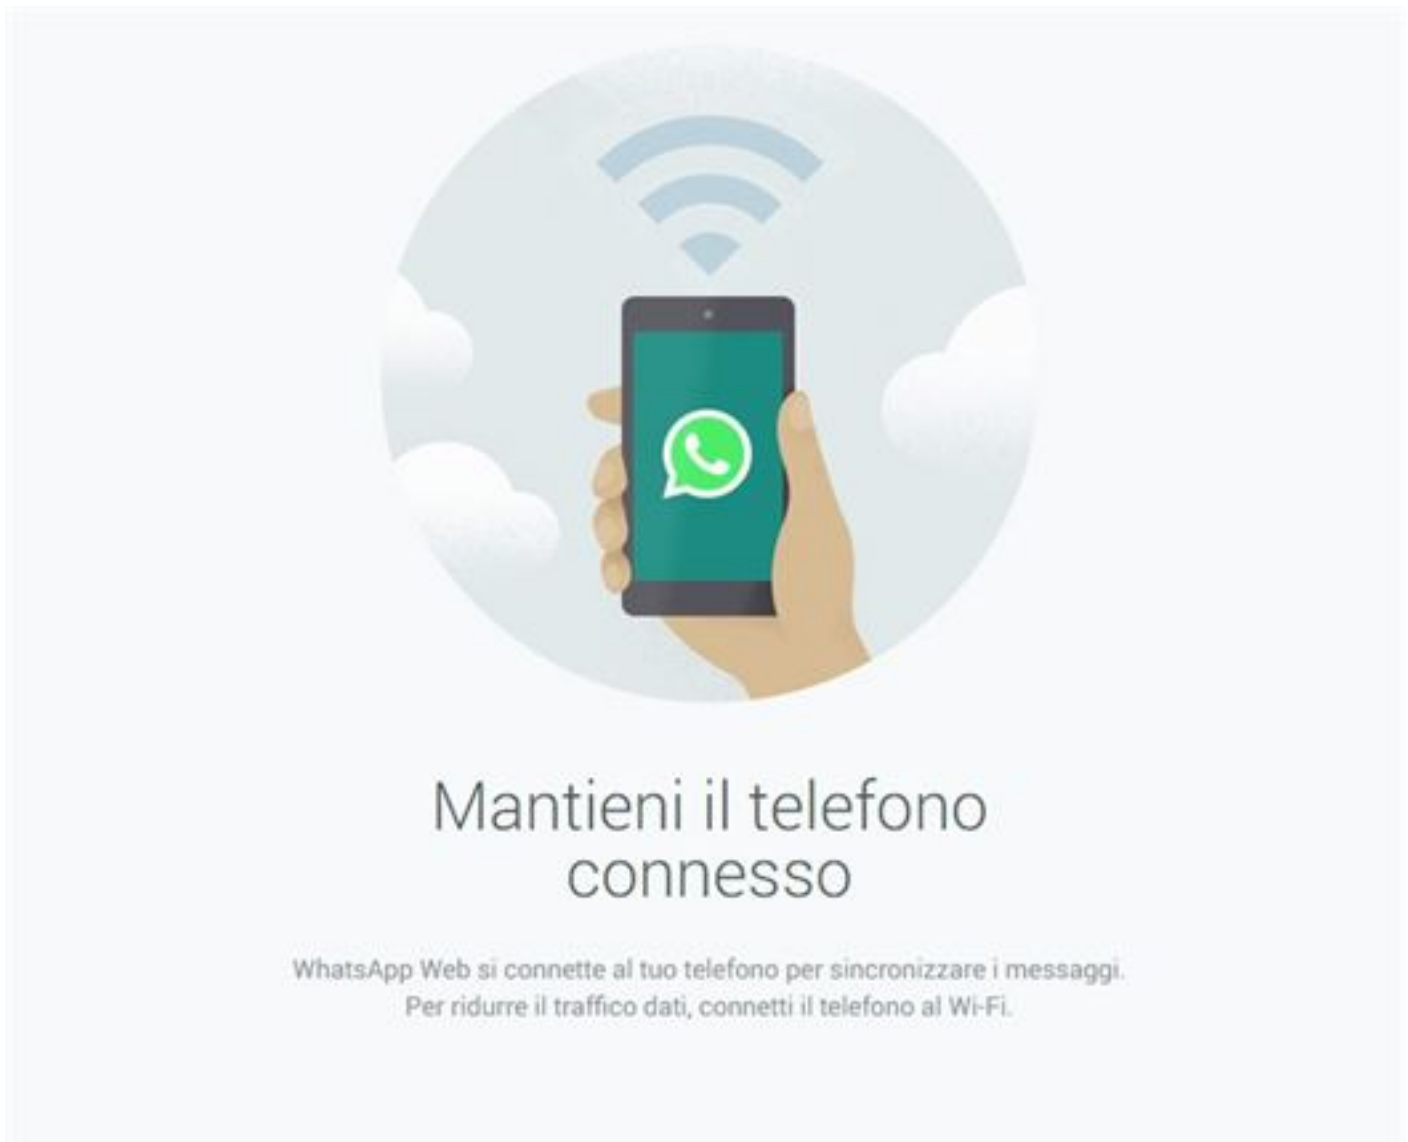 Mantieni il telefono
connesso
WhatsApp Web si connette al tuo telefono per sincronizzare i messaggi.
Per ridurre il traffico dati, connetti il telefono al Wi-Fi.